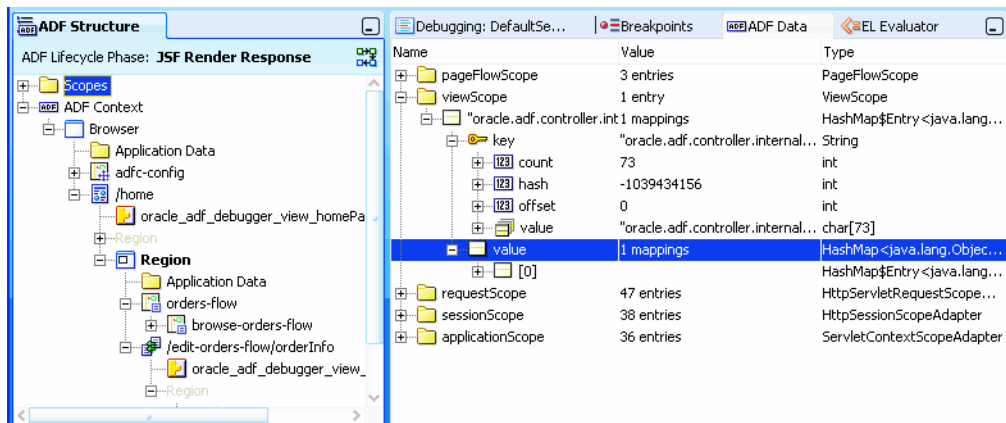 ADF Structure
ADF Lifecycle Phase: JSF Render Response
Scopes
ADF Context
Browser
Application Data
adfc-config
/home
oracle_adf_debugger_view_homePa
Region
Region
Application Data
orders-flow
browse-orders-flow
/edit-orders-flow/orderInfo
oracle_adf_debugger_view_
Region
Debugging: DefaultSe... Breakpoints ADF ADF Data EL Evaluator
Name Value Type
pageFlowScope 3 entries PageFlowScope
viewScope 1 entry ViewScope
"oracle.adf.controller.int 1 mappings HashMap$Entry<java.lang...
key "oracle.adf.controller.internal... String
123 count 73 int
123 hash -1039434156 int
123 offset 0 int
value "oracle.adf.controller.internal... char[73]
value 1 mappings HashMap<java.lang.Objec...
[0] HashMap$Entry<java.lang...
requestScope 47 entries HttpServletRequestScope...
sessionScope 38 entries HttpSessionScopeAdapter
applicationScope 36 entries ServletContextScopeAdapter